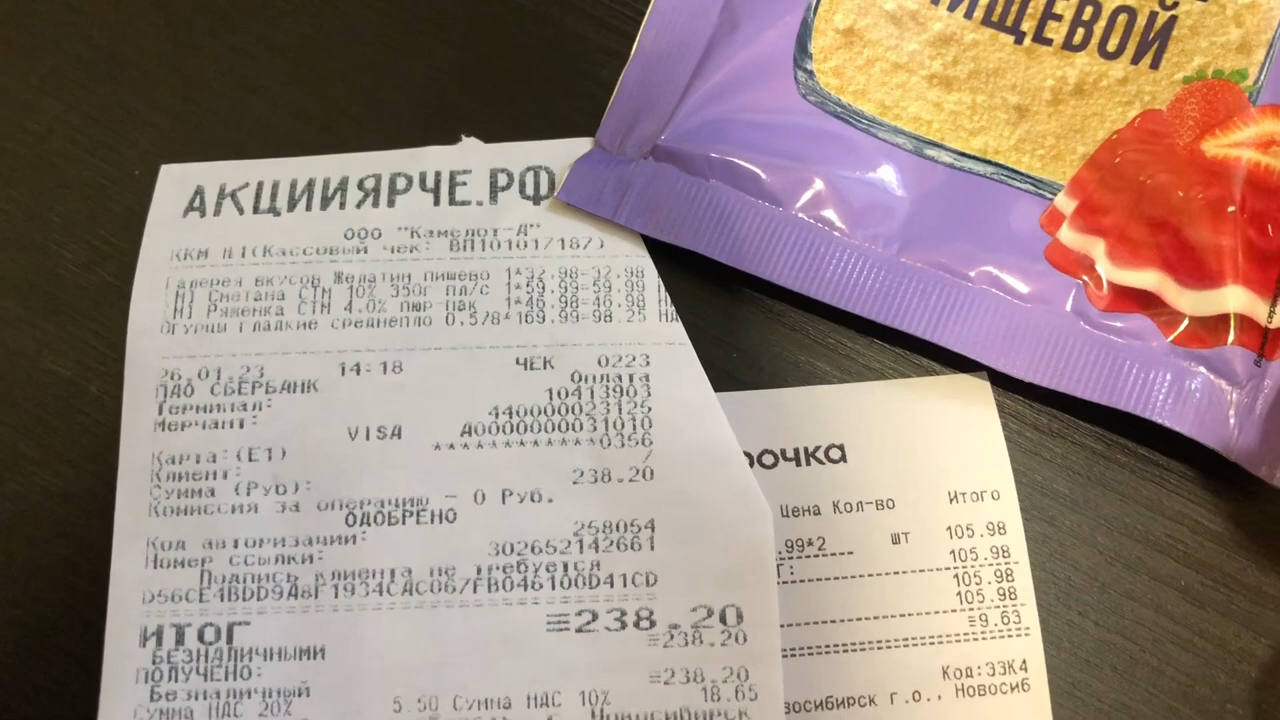 ПИЩЕВОЙ
АКЦИИЯРЧЕ.РФ
ООО "Камелот-А"
ККМ №1(Кассовый чек: ВП10101/187)
Галерея вкусов Желатин пищево 1*32.98=32.98
[М] Сметана СТМ 10% 350г пл/с 1*59.99=59.99
[М] Ряженка СТМ 4.0% пюр-пак 1*46.98=46.98
Огурцы гладкие среднепло 0.578*169.99=98.25
26.01.23 14:18 ЧЕК 0223
ПАО СБЕРБАНК Оплата
Терминал: 10413903
Мерчант: 440000023125
VISA A0000000031010
Карта:(E1) ************0356
Клиент: /
Сумма (Руб): 238.20
Комиссия за операцию - 0 Руб.
ОДОБРЕНО
Код авторизации: 258054
Номер ссылки: 302652142661
Подпись клиента не требуется
D56CE4BDD9A8F1934CAC067FB046100D41CD
ИТОГ ≡238.20
БЕЗНАЛИЧНЫМИ =238.20
ПОЛУЧЕНО:
Безналичный =238.20
Сумма НДС 20% 5.50 Сумма НДС 10% 18.65
Новосибирск
рочка
Цена Кол-во Итого
.99*2 шт 105.98
Г: 105.98
105.98
105.98
≡9.63
Код:33К4
восибирск г.о., Новосиб